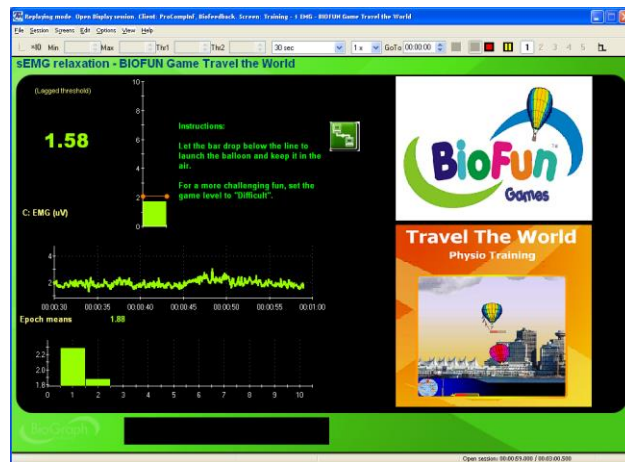 Replaying mode. Open Display session. Client: ProComphf, Biofeedback. Screen: Training - 1 EMG - BIOFUN Game Travel the World
File Session Screens Edit Options View Help
Min Max Thr1 Thr2 30 sec 1 x GoTo 00:00:00 1 2 3 4 5
sEMG relaxation - BIOFUN Game Travel the World
(Lagged threshold)
1.58
C: EMG (uV)
10
8
6
4
2
0
Instructions:
Let the bar drop below the line to
launch the balloon and keep it in the
air.
For a more challenging fun, set the
game level to "Difficult".
4
2
00:00:30 00:00:35 00:00:40 00:00:45 00:00:50 00:00:55 00:01:00
Epoch means 1.88
2.2
2.0
1.8
0 1 2 3 4 5 6 7 8 9 10
BioFun
Games
Travel The World
Physio Training
BioGraph
Open session: 00:00:59.000 / 00:03:00.500